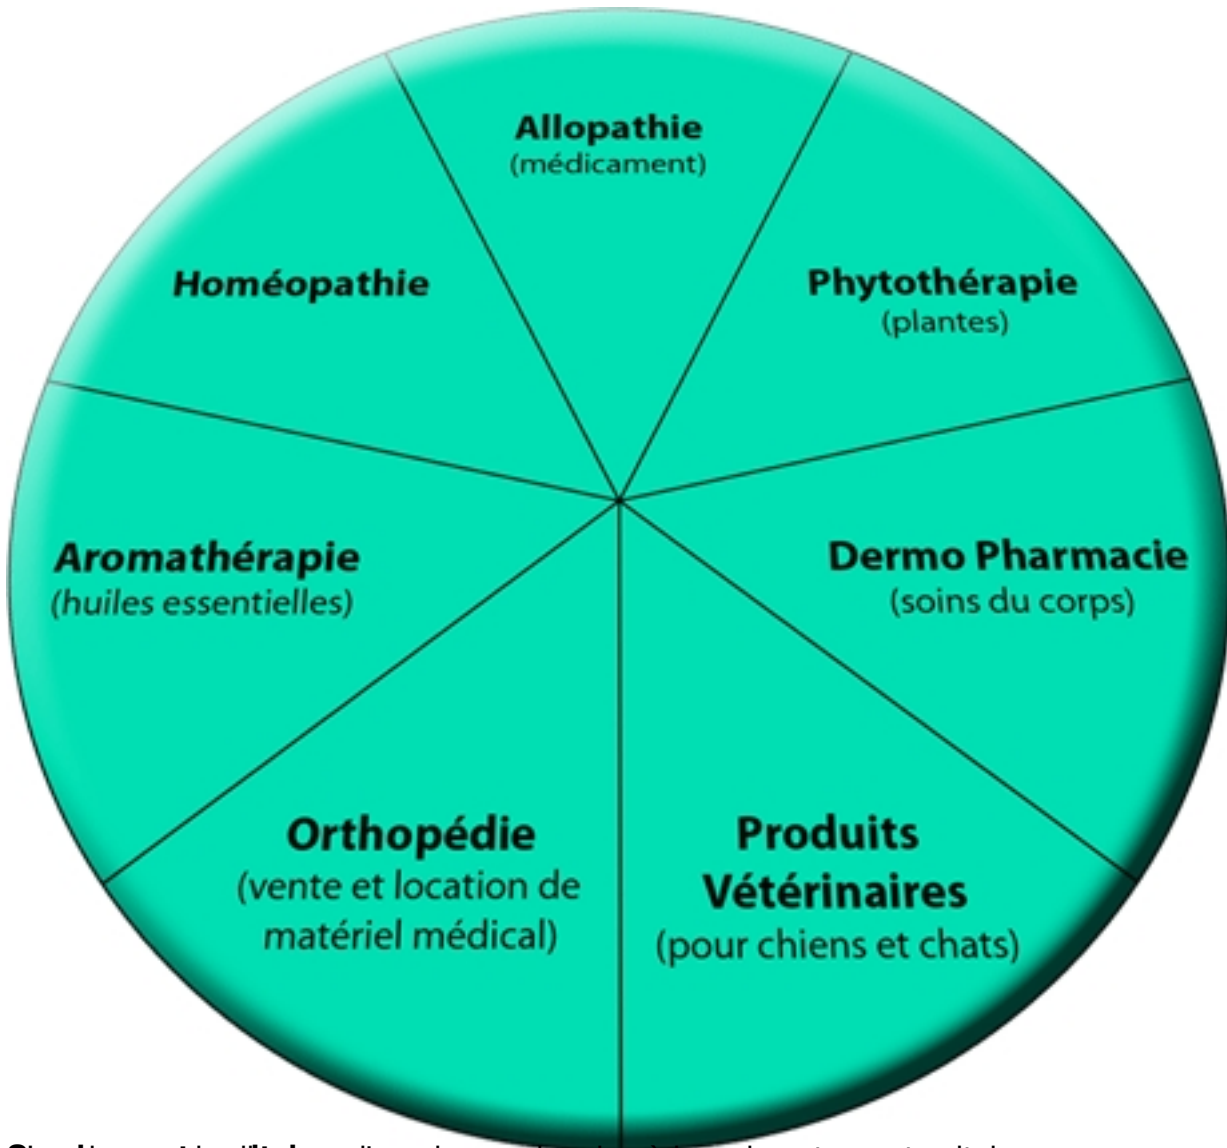 Allopathie
(médicament)
Homéopathie
Phytothérapie
(plantes)
Aromathérapie
(huiles essentielles)
Dermo Pharmacie
(soins du corps)
Orthopédie
(vente et location de
matériel médical)
Produits
Vétérinaires
(pour chiens et chats)